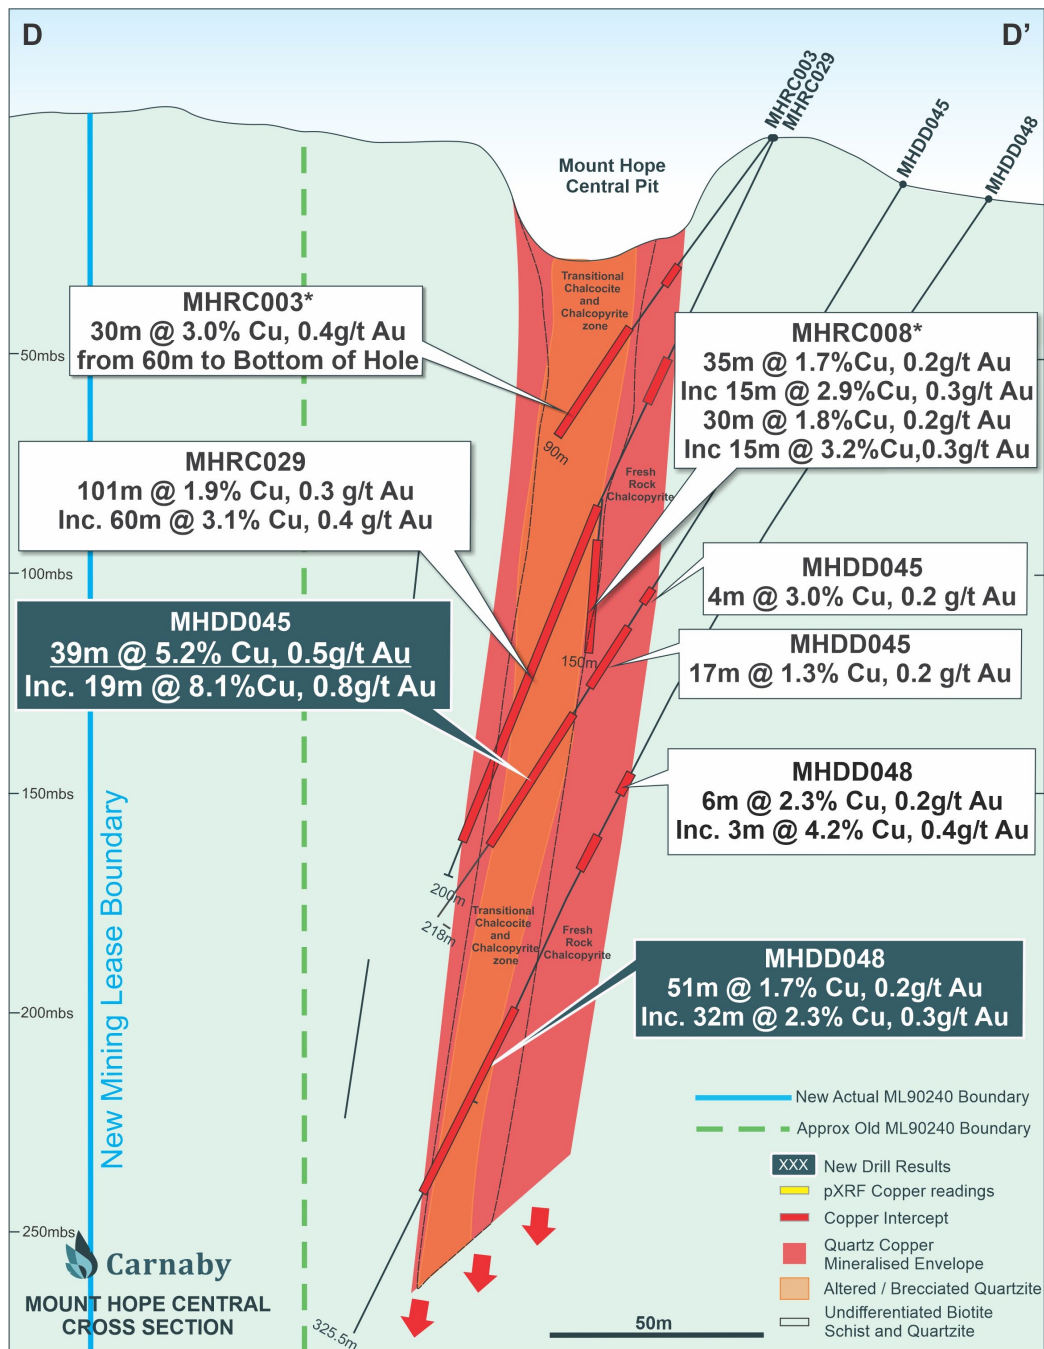 D
D'
MHRC003
MHRC029
MHDD045
MHDD048
Mount Hope
Central Pit
Transitional
Chalcocite
and
Chalcopyrite
zone
MHRC003*
30m @ 3.0% Cu, 0.4g/t Au
from 60m to Bottom of Hole
50mbs
MHRC008*
35m @ 1.7%Cu, 0.2g/t Au
Inc 15m @ 2.9%Cu, 0.3g/t Au
30m @ 1.8%Cu, 0.2g/t Au
Inc 15m @ 3.2%Cu,0.3g/t Au
90m
MHRC029
101m @ 1.9% Cu, 0.3 g/t Au
Inc. 60m @ 3.1% Cu, 0.4 g/t Au
Fresh
Rock
Chalcopyrite
100mbs
MHDD045
4m @ 3.0% Cu, 0.2 g/t Au
MHDD045
39m @ 5.2% Cu, 0.5g/t Au
Inc. 19m @ 8.1%Cu, 0.8g/t Au
150m
MHDD045
17m @ 1.3% Cu, 0.2 g/t Au
150mbs
MHDD048
6m @ 2.3% Cu, 0.2g/t Au
Inc. 3m @ 4.2% Cu, 0.4g/t Au
New Mining Lease Boundary
200m
218m
Transitional
Chalcocite
and
Chalcopyrite
zone
Fresh
Rock
Chalcopyrite
MHDD048
51m @ 1.7% Cu, 0.2g/t Au
Inc. 32m @ 2.3% Cu, 0.3g/t Au
200mbs
New Actual ML90240 Boundary
Approx Old ML90240 Boundary
XXX New Drill Results
pXRF Copper readings
Copper Intercept
Quartz Copper
Mineralised Envelope
Altered / Brecciated Quartzite
Undifferentiated Biotite
Schist and Quartzite
250mbs
Carnaby
MOUNT HOPE CENTRAL
CROSS SECTION
325.5m
50m